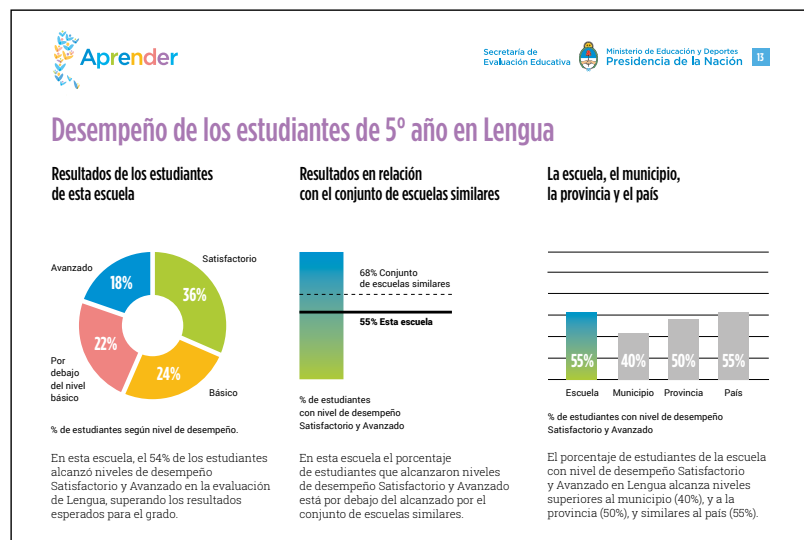 Aprender
Secretaría de
Evaluación Educativa
Ministerio de Educación y Deportes
Presidencia de la Nación
13
Desempeño de los estudiantes de 5º año en Lengua
Resultados de los estudiantes
de esta escuela
Avanzado
Satisfactorio
18%
36%
22%
24%
Por
debajo
del nivel
básico
Básico
% de estudiantes según nivel de desempeño.
En esta escuela, el 54% de los estudiantes
alcanzó niveles de desempeño
Satisfactorio y Avanzado en la evaluación
de Lengua, superando los resultados
esperados para el grado.
Resultados en relación
con el conjunto de escuelas similares
68% Conjunto
de escuelas similares
55% Esta escuela
% de estudiantes
con nivel de desempeño
Satisfactorio y Avanzado
En esta escuela el porcentaje
de estudiantes que alcanzaron niveles
de desempeño Satisfactorio y Avanzado
está por debajo del alcanzado por el
conjunto de escuelas similares.
La escuela, el municipio,
la provincia y el país
55%
40%
50%
55%
Escuela
Municipio
Provincia
País
% de estudiantes con nivel de desempeño
Satisfactorio y Avanzado
El porcentaje de estudiantes de la escuela
con nivel de desempeño Satisfactorio
y Avanzado en Lengua alcanza niveles
superiores al municipio (40%), y a la
provincia (50%), y similares al país (55%).